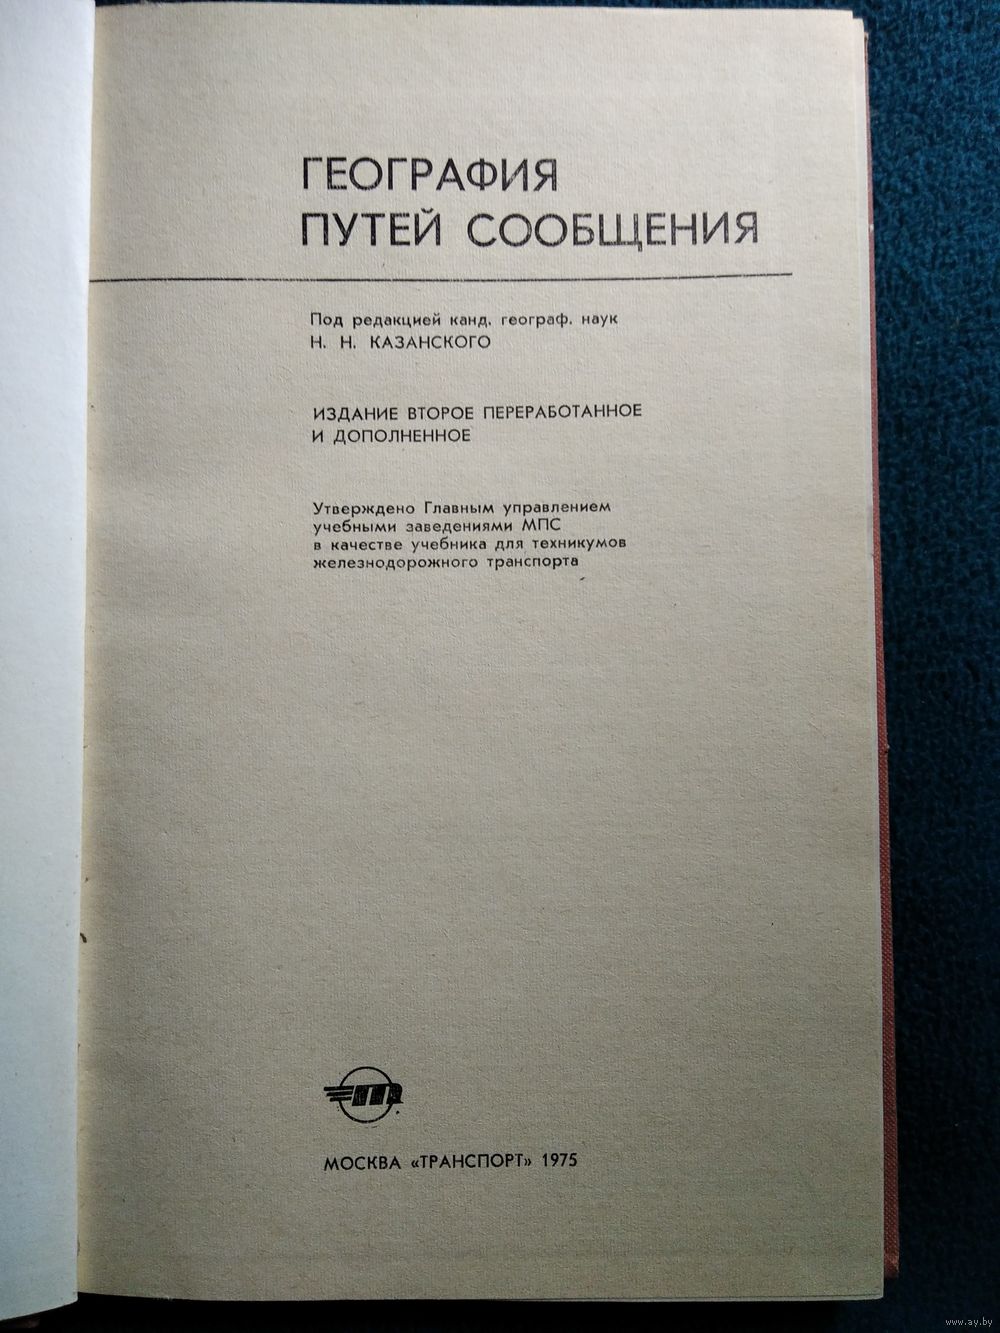 ГЕОГРАФИЯ
ПУТЕЙ СООБЩЕНИЯ
Под редакцией канд. географ. наук
Н. Н. КАЗАНСКОГО
ИЗДАНИЕ ВТОРОЕ ПЕРЕРАБОТАННОЕ
И ДОПОЛНЕННОЕ
Утверждено Главным управлением
учебными заведениями МПС
в качестве учебника для техникумов
железнодорожного транспорта
МОСКВА «ТРАНСПОРТ» 1975
www.ay.by